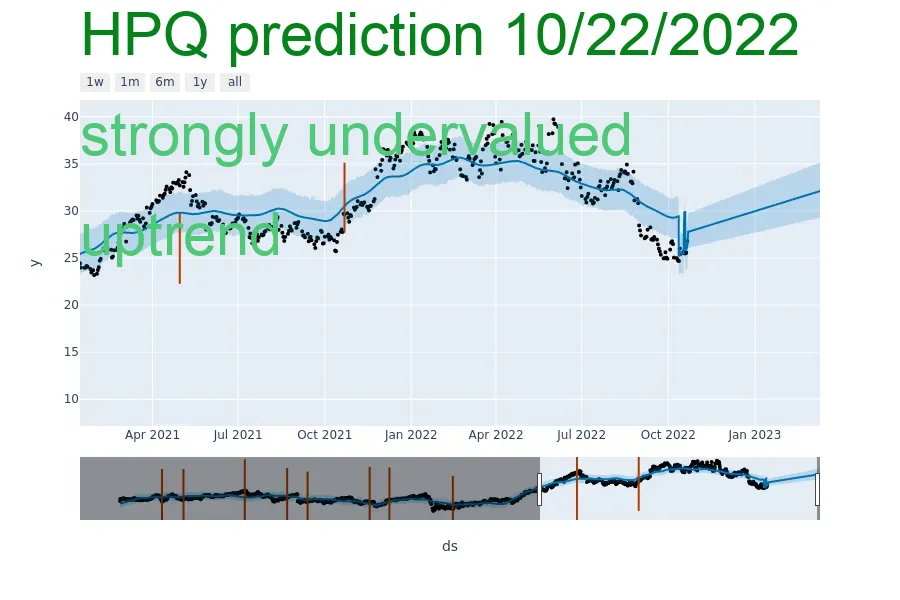 HPQ prediction 10/22/2022
1w 1m 6m 1y all
strongly undervalued
uptrend
40
35
30
25
20
15
10
y
Apr 2021 Jul 2021 Oct 2021 Jan 2022 Apr 2022 Jul 2022 Oct 2022 Jan 2023
ds